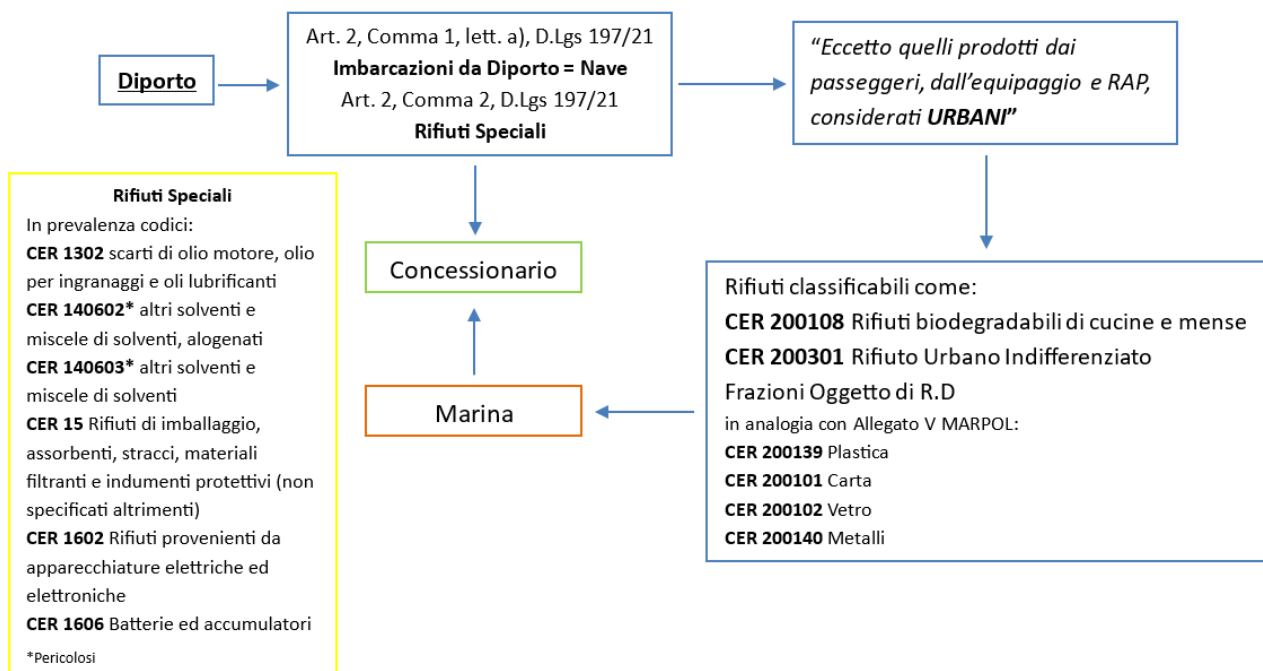 Diporto
Art. 2, Comma 1, lett. a), D.Lgs 197/21
Imbarcazioni da Diporto = Nave
Art. 2, Comma 2, D.Lgs 197/21
Rifiuti Speciali
“Eccetto quelli prodotti dai
passeggeri, dall’equipaggio e RAP,
considerati URBANI”
Rifiuti Speciali
In prevalenza codici:
CER 1302 scarti di olio motore, olio
per ingranaggi e oli lubrificanti
CER 140602* altri solventi e
miscele di solventi, alogenati
CER 140603* altri solventi e
miscele di solventi
CER 15 Rifiuti di imballaggio,
assorbenti, stracci, materiali
filtranti e indumenti protettivi (non
specificati altrimenti)
CER 1602 Rifiuti provenienti da
apparecchiature elettriche ed
elettroniche
CER 1606 Batterie ed accumulatori
*Pericolosi
Concessionario
Marina
Rifiuti classificabili come:
CER 200108 Rifiuti biodegradabili di cucine e mense
CER 200301 Rifiuto Urbano Indifferenziato
Frazioni Oggetto di R.D
in analogia con Allegato V MARPOL:
CER 200139 Plastica
CER 200101 Carta
CER 200102 Vetro
CER 200140 Metalli